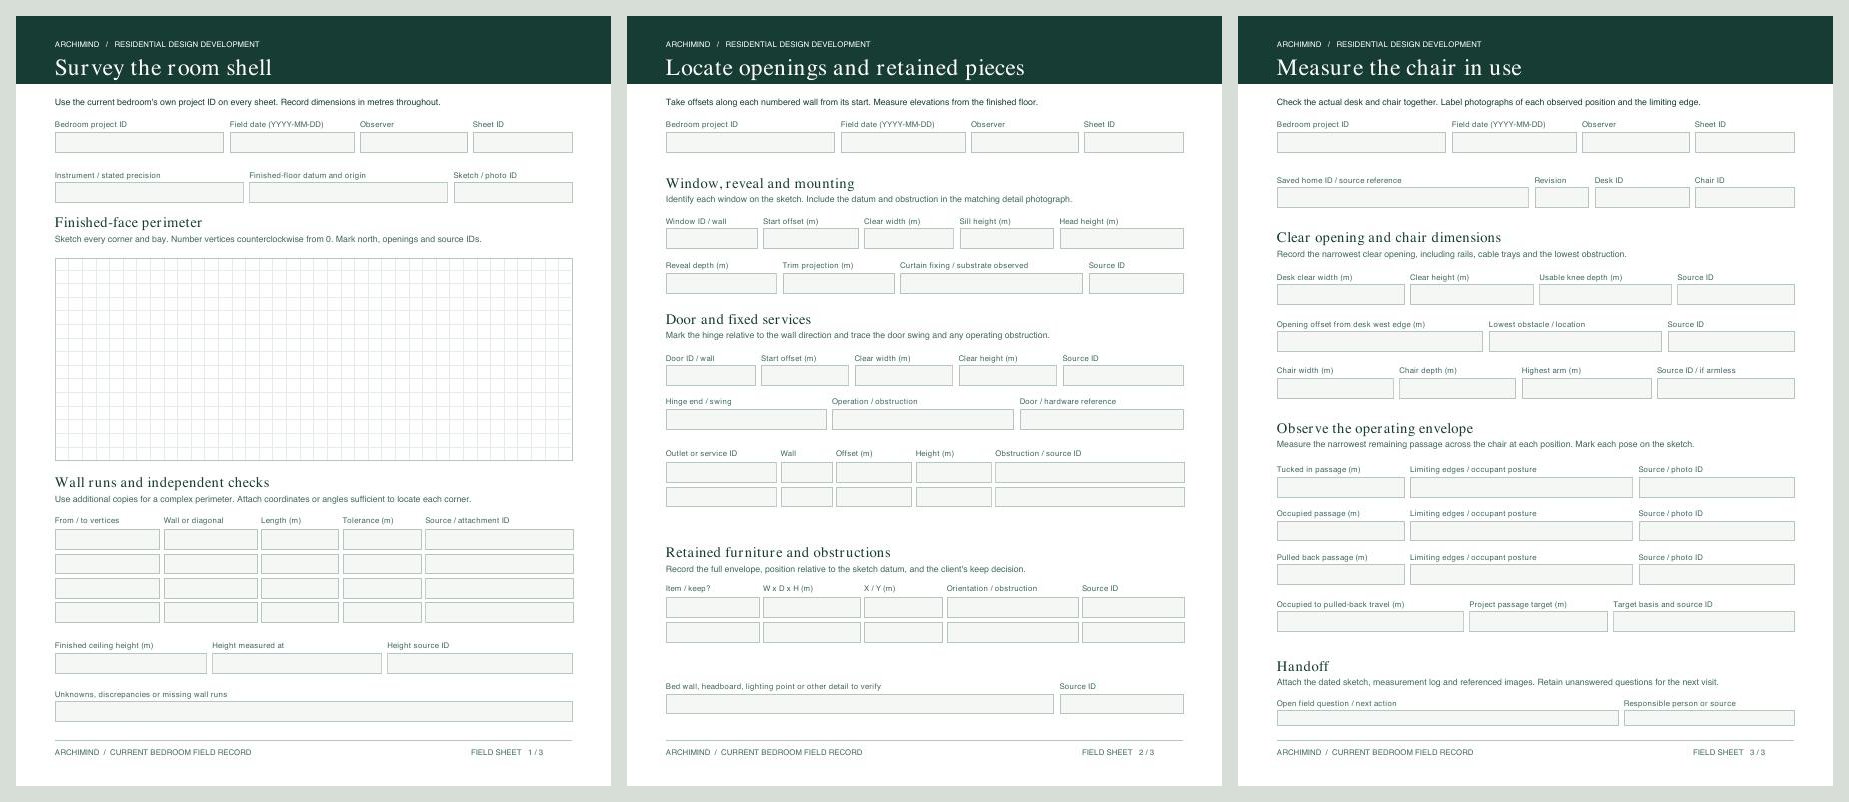 ARCHIMIND / RESIDENTIAL DESIGN DEVELOPMENT
Survey the room shell
Use the current bedroom's own project ID on every sheet. Record dimensions in metres throughout.
Bedroom project ID Field date (YYYY-MM-DD) Observer Sheet ID
Instrument / stated precision Finished-floor datum and origin Sketch / photo ID
Finished-face perimeter
Sketch every corner and bay. Number vertices counterclockwise from 0. Mark north, openings and source IDs.
Wall runs and independent checks
Use additional copies for a complex perimeter. Attach coordinates or angles sufficient to locate each corner.
From / to vertices Wall or diagonal Length (m) Tolerance (m) Source / attachment ID
Finished ceiling height (m) Height measured at Height source ID
Unknowns, discrepancies or missing wall runs
ARCHIMIND / CURRENT BEDROOM FIELD RECORD FIELD SHEET 1 / 3
ARCHIMIND / RESIDENTIAL DESIGN DEVELOPMENT
Locate openings and retained pieces
Take offsets along each numbered wall from its start. Measure elevations from the finished floor.
Bedroom project ID Field date (YYYY-MM-DD) Observer Sheet ID
Window, reveal and mounting
Identify each window on the sketch. Include the datum and obstruction in the matching detail photograph.
Window ID / wall Start offset (m) Clear width (m) Sill height (m) Head height (m)
Reveal depth (m) Trim projection (m) Curtain fixing / substrate observed Source ID
Door and fixed services
Mark the hinge relative to the wall direction and trace the door swing and any operating obstruction.
Door ID / wall Start offset (m) Clear width (m) Clear height (m) Source ID
Hinge end / swing Operation / obstruction Door / hardware reference
Outlet or service ID Wall Offset (m) Height (m) Obstruction / source ID
Retained furniture and obstructions
Record the full envelope, position relative to the sketch datum, and the client's keep decision.
Item / keep? W x D x H (m) X / Y (m) Orientation / obstruction Source ID
Bed wall, headboard, lighting point or other detail to verify Source ID
ARCHIMIND / CURRENT BEDROOM FIELD RECORD FIELD SHEET 2 / 3
ARCHIMIND / RESIDENTIAL DESIGN DEVELOPMENT
Measure the chair in use
Check the actual desk and chair together. Label photographs of each observed position and the limiting edge.
Bedroom project ID Field date (YYYY-MM-DD) Observer Sheet ID
Saved home ID / source reference Revision Desk ID Chair ID
Clear opening and chair dimensions
Record the narrowest clear opening, including rails, cable trays and the lowest obstruction.
Desk clear width (m) Clear height (m) Usable knee depth (m) Source ID
Opening offset from desk west edge (m) Lowest obstacle / location Source ID
Chair width (m) Chair depth (m) Highest arm (m) Source ID / if armless
Observe the operating envelope
Measure the narrowest remaining passage across the chair at each position. Mark each pose on the sketch.
Tucked in passage (m) Limiting edges / occupant posture Source / photo ID
Occupied passage (m) Limiting edges / occupant posture Source / photo ID
Pulled back passage (m) Limiting edges / occupant posture Source / photo ID
Occupied to pulled-back travel (m) Project passage target (m) Target basis and source ID
Handoff
Attach the dated sketch, measurement log and referenced images. Retain unanswered questions for the next visit.
Open field question / next action Responsible person or source
ARCHIMIND / CURRENT BEDROOM FIELD RECORD FIELD SHEET 3 / 3